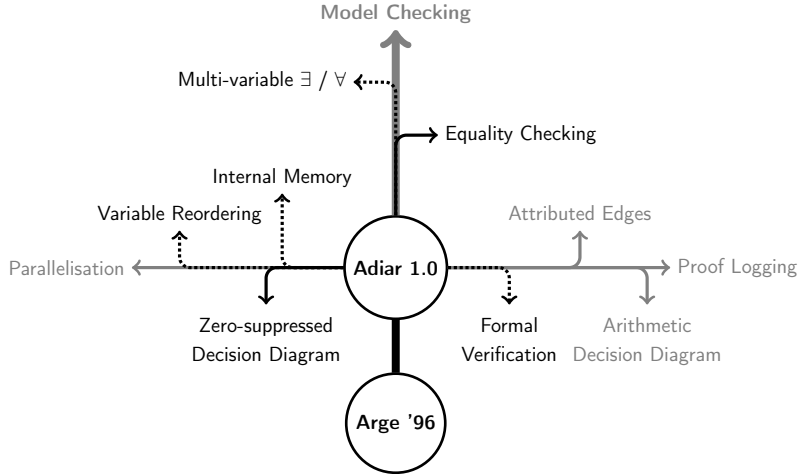 Model Checking
Multi-variable ∃ / ∀
Equality Checking
Internal Memory
Variable Reordering
Attributed Edges
Parallelisation
Adiar 1.0
Proof Logging
Zero-suppressed
Decision Diagram
Formal
Verification
Arithmetic
Decision Diagram
Arge '96